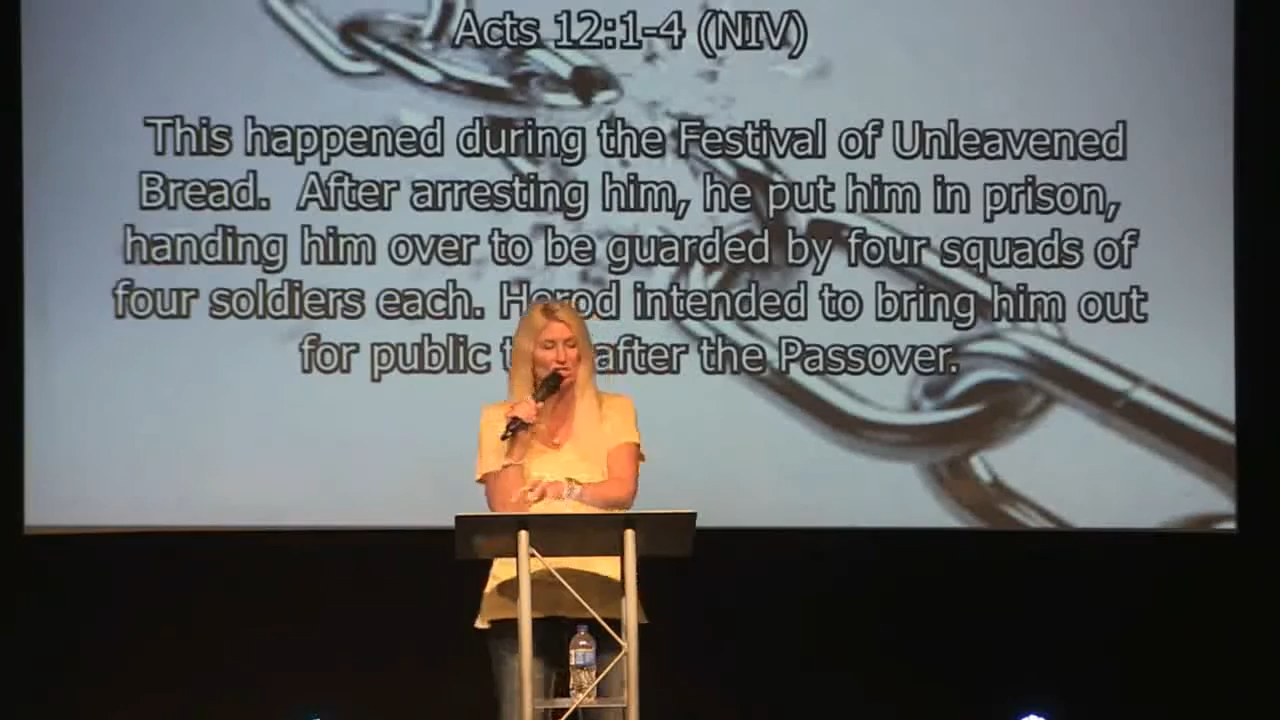 Acts 12:1-4 (NIV)
This happened during the Festival of Unleavened
Bread. After arresting him, he put him in prison,
handing him over to be guarded by four squads of
four soldiers each. Herod intended to bring him out
for public after the Passover.